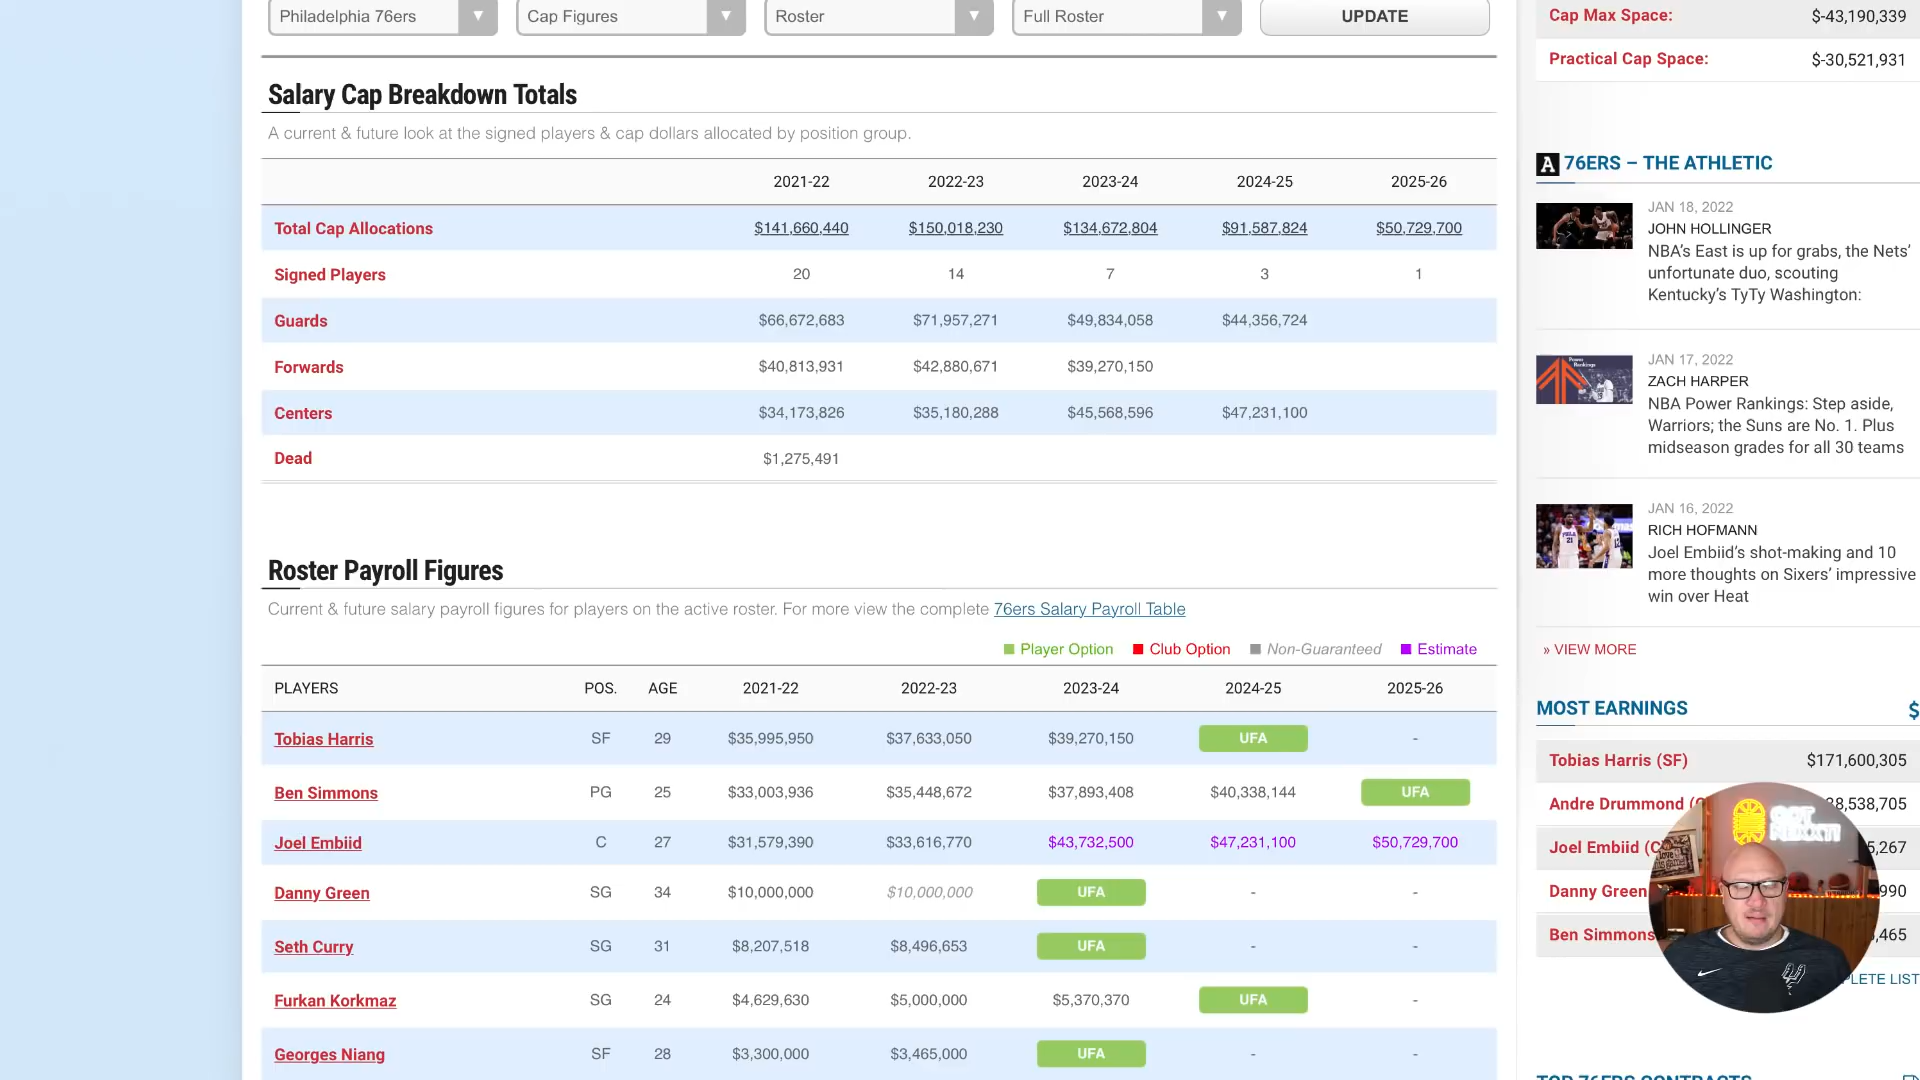 Philadelphia 76ers ▼ Cap Figures ▼ Roster ▼ Full Roster ▼ UPDATE
Salary Cap Breakdown Totals
A current & future look at the signed players & cap dollars allocated by position group.
2021-22 2022-23 2023-24 2024-25 2025-26
Total Cap Allocations $141,660,440 $150,018,230 $134,672,804 $91,587,824 $50,729,700
Signed Players 20 14 7 3 1
Guards $66,672,683 $71,957,271 $49,834,058 $44,356,724
Forwards $40,813,931 $42,880,671 $39,270,150
Centers $34,173,826 $35,180,288 $45,568,596 $47,231,100
Dead $1,275,491
Roster Payroll Figures
Current & future salary payroll figures for players on the active roster. For more view the complete 76ers Salary Payroll Table
Player Option Club Option Non-Guaranteed Estimate
PLAYERS POS. AGE 2021-22 2022-23 2023-24 2024-25 2025-26
Tobias Harris SF 29 $35,995,950 $37,633,050 $39,270,150 UFA -
Ben Simmons PG 25 $33,003,936 $35,448,672 $37,893,408 $40,338,144 UFA
Joel Embiid C 27 $31,579,390 $33,616,770 $43,732,500 $47,231,100 $50,729,700
Danny Green SG 34 $10,000,000 $10,000,000 UFA - -
Seth Curry SG 31 $8,207,518 $8,496,653 UFA - -
Furkan Korkmaz SG 24 $4,629,630 $5,000,000 $5,370,370 UFA -
Georges Niang SF 28 $3,300,000 $3,465,000 UFA - -
Cap Max Space: $-43,190,339
Practical Cap Space: $-30,521,931
A 76ERS – THE ATHLETIC
JAN 18, 2022
JOHN HOLLINGER
NBA’s East is up for grabs, the Nets’
unfortunate duo, scouting
Kentucky’s TyTy Washington:
JAN 17, 2022
ZACH HARPER
NBA Power Rankings: Step aside,
Warriors; the Suns are No. 1. Plus
midseason grades for all 30 teams
JAN 16, 2022
RICH HOFMANN
Joel Embiid’s shot-making and 10
more thoughts on Sixers’ impressive
win over Heat
» VIEW MORE
MOST EARNINGS $
Tobias Harris (SF) $171,600,305
Andre Drummond ( 8,538,705
Joel Embiid (C 5,267
Danny Green 990
Ben Simmons ,465
PLETE LIST
TOP 76ERS CONTRACTS